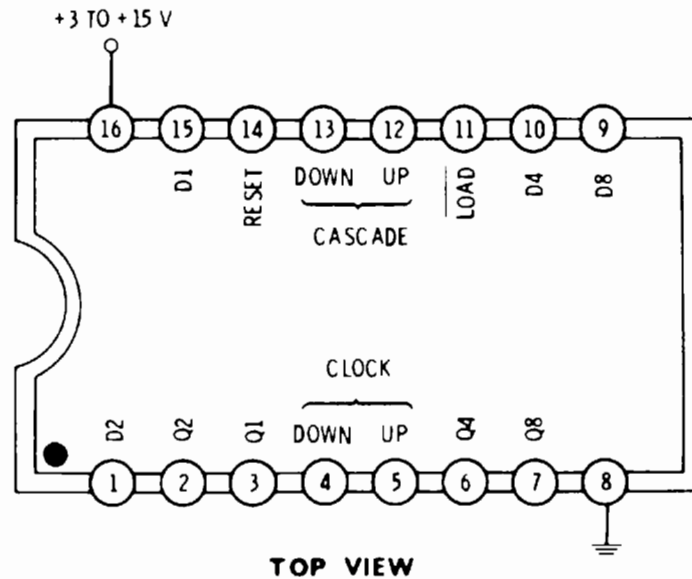 +3 TO +15 V
16 15 14 13 12 11 10 9
D1 RESET DOWN UP LOAD D4 D8
CASCADE
CLOCK
D2 Q2 Q1 DOWN UP Q4 Q8
1 2 3 4 5 6 7 8
TOP VIEW